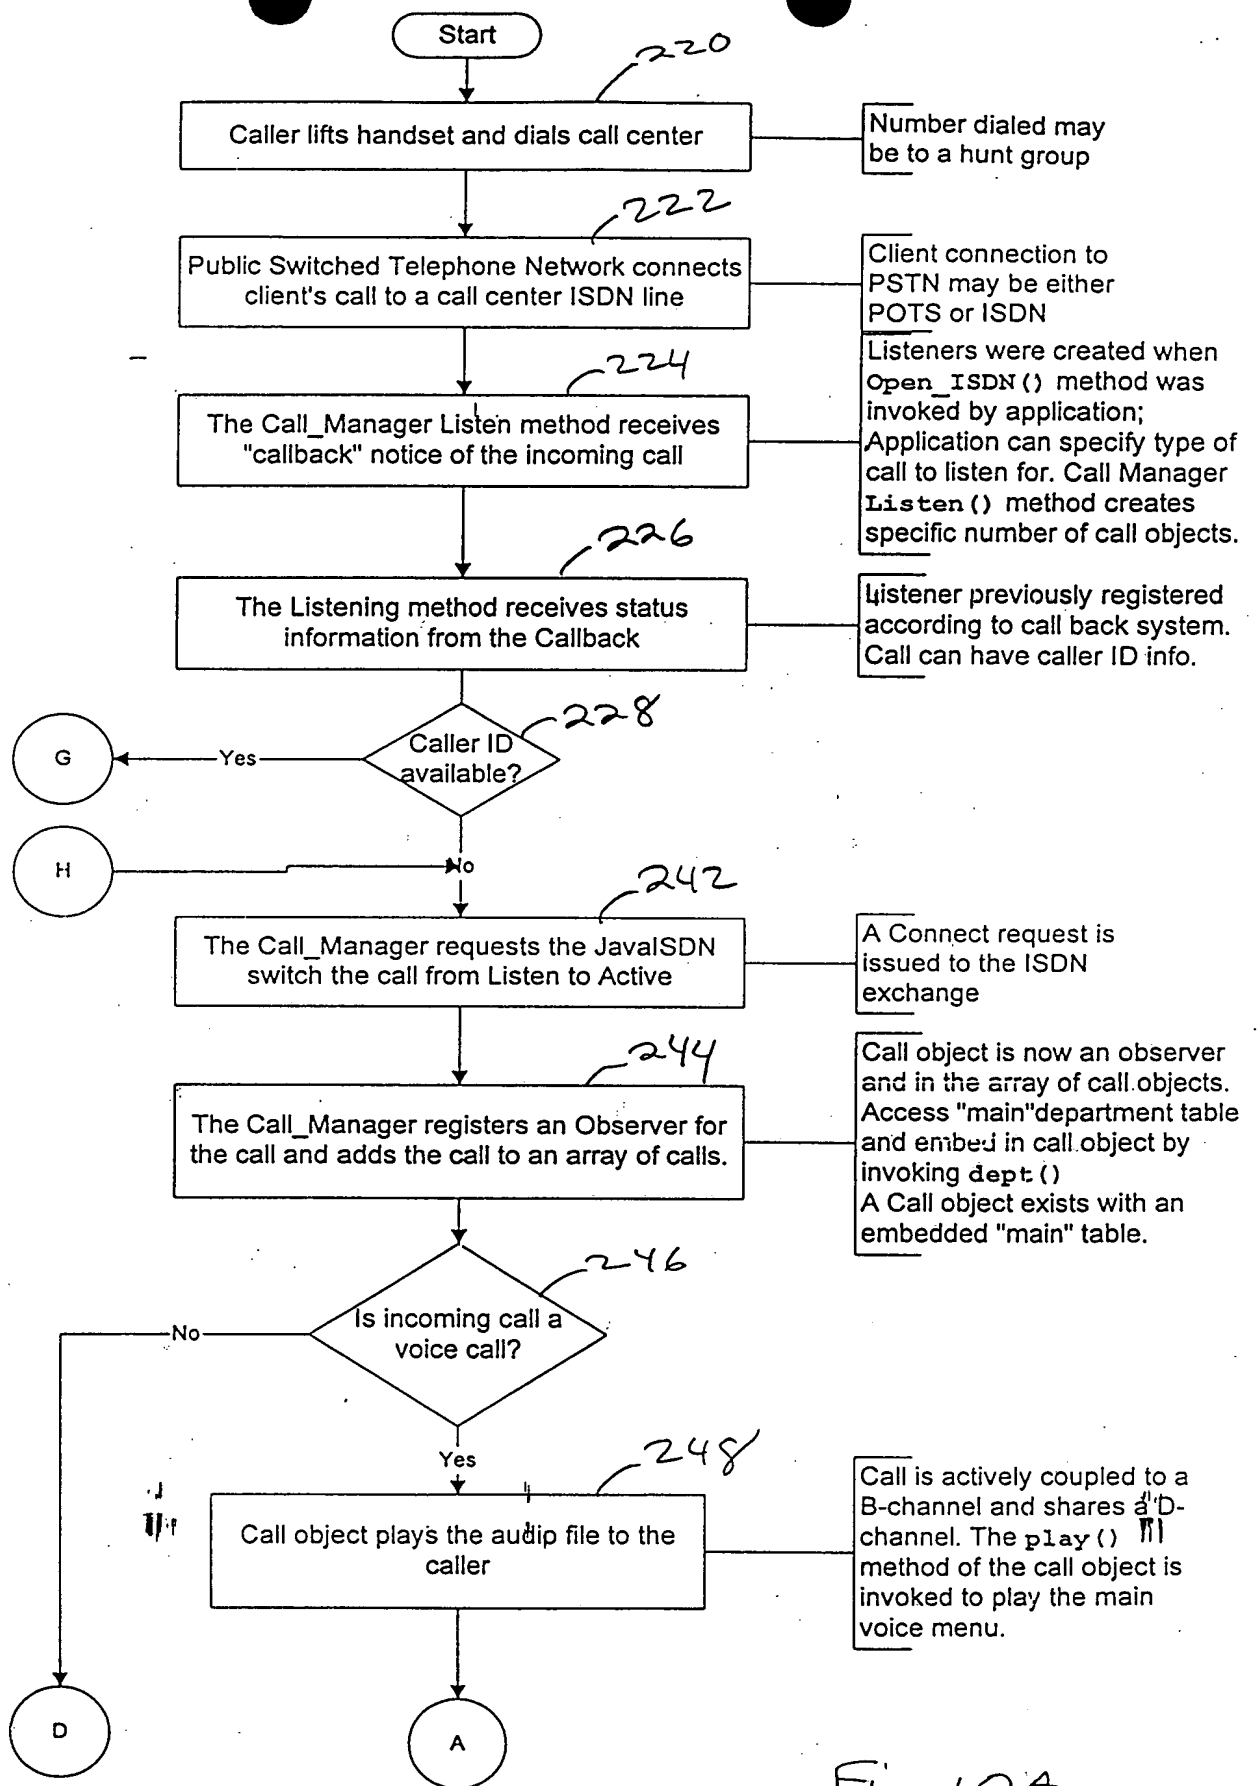 Start
220
Caller lifts handset and dials call center
Number dialed may
be to a hunt group
222
Public Switched Telephone Network connects
client's call to a call center ISDN line
Client connection to
PSTN may be either
POTS or ISDN
224
The Call_Manager Listen method receives
"callback" notice of the incoming call
Listeners were created when
Open_ISDN() method was
invoked by application;
Application can specify type of
call to listen for. Call Manager
Listen() method creates
specific number of call objects.
226
The Listening method receives status
information from the Callback
Listener previously registered
according to call back system.
Call can have caller ID info.
228
Caller ID
available?
Yes
G
H
No
242
The Call_Manager requests the JavaISDN
switch the call from Listen to Active
A Connect request is
issued to the ISDN
exchange
244
The Call_Manager registers an Observer for
the call and adds the call to an array of calls.
Call object is now an observer
and in the array of call objects.
Access "main"department table
and embed in call object by
invoking dept()
A Call object exists with an
embedded "main" table.
246
Is incoming call a
voice call?
No
Yes
248
Call object plays the audip file to the
caller
Call is actively coupled to a
B-channel and shares a D-
channel. The play()
method of the call object is
invoked to play the main
voice menu.
D
A
Fig. 10A